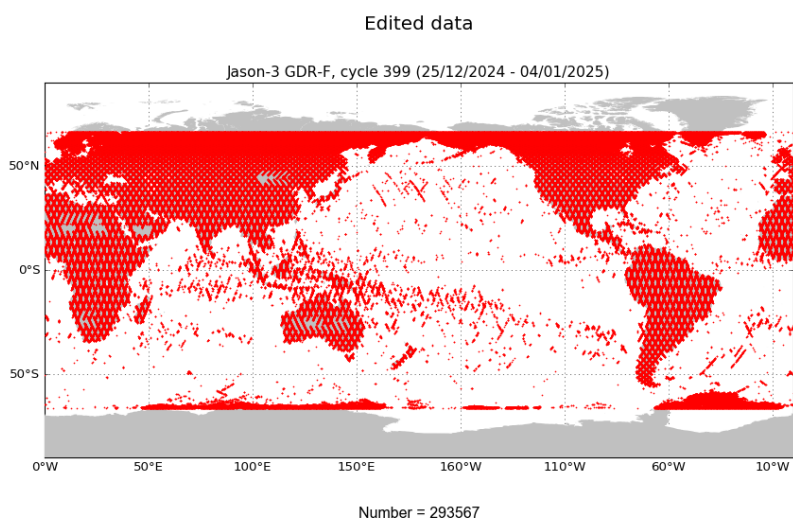 Edited data
Jason-3 GDR-F, cycle 399 (25/12/2024 - 04/01/2025)
50°N
0°S
50°S
0°W 50°E 100°E 150°E 160°W 110°W 60°W 10°W
Number = 293567